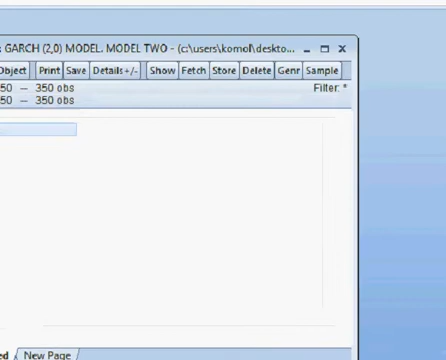 : GARCH (2,0) MODEL. MODEL TWO - (c:\users\komol\deskto...
Object Print Save Details+/- Show Fetch Store Delete Genr Sample
50 — 350 obs Filter: *
50 — 350 obs
ed New Page